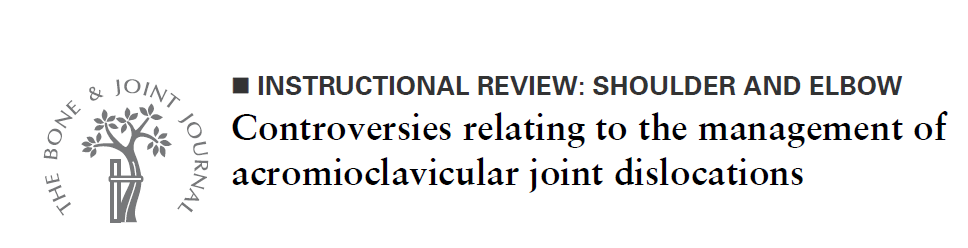 THE BONE & JOINT JOURNAL
■ INSTRUCTIONAL REVIEW: SHOULDER AND ELBOW
Controversies relating to the management of
acromioclavicular joint dislocations